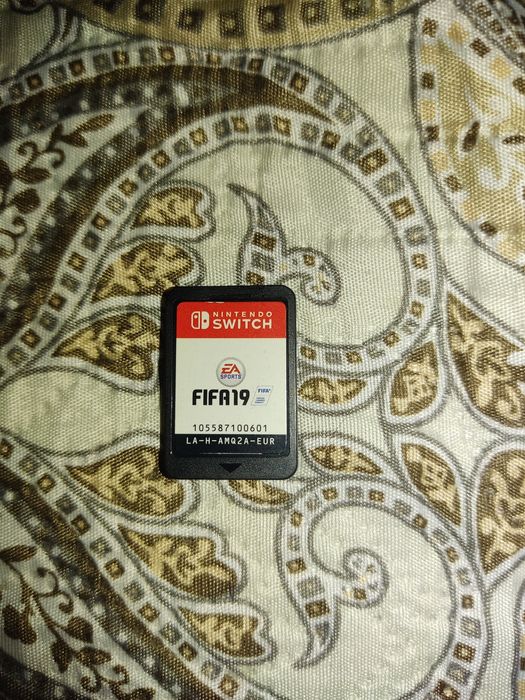 NINTENDO
SWITCH
EA
SPORTS
FIFA19 FIFA
105587100601
LA-H-AMQ2A-EUR